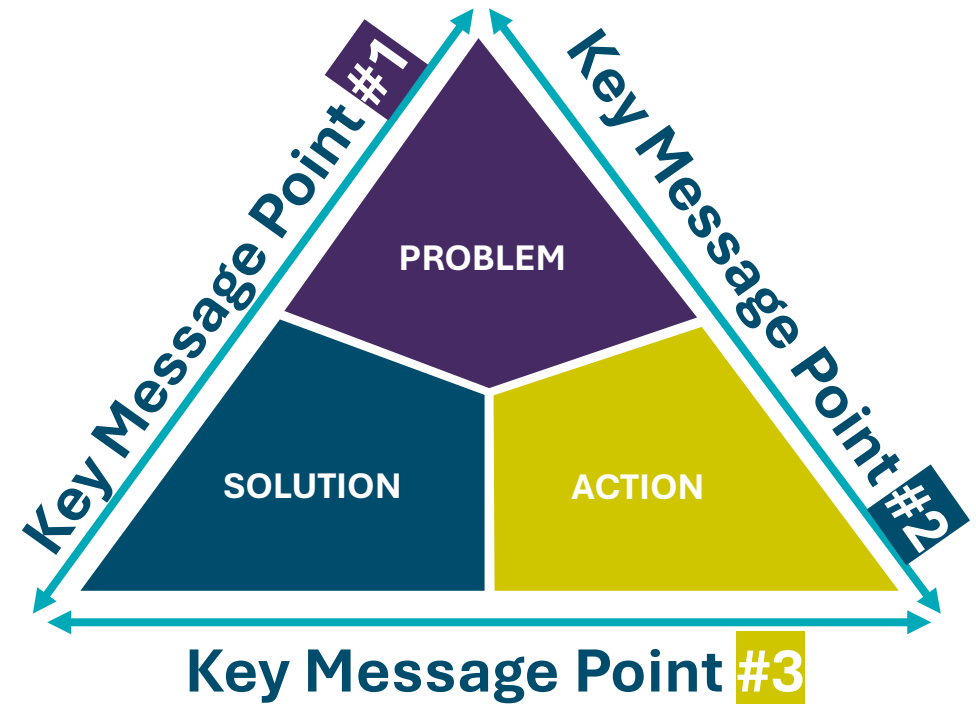 Key Message Point #1
Key Message Point #2
PROBLEM
SOLUTION
ACTION
Key Message Point #3